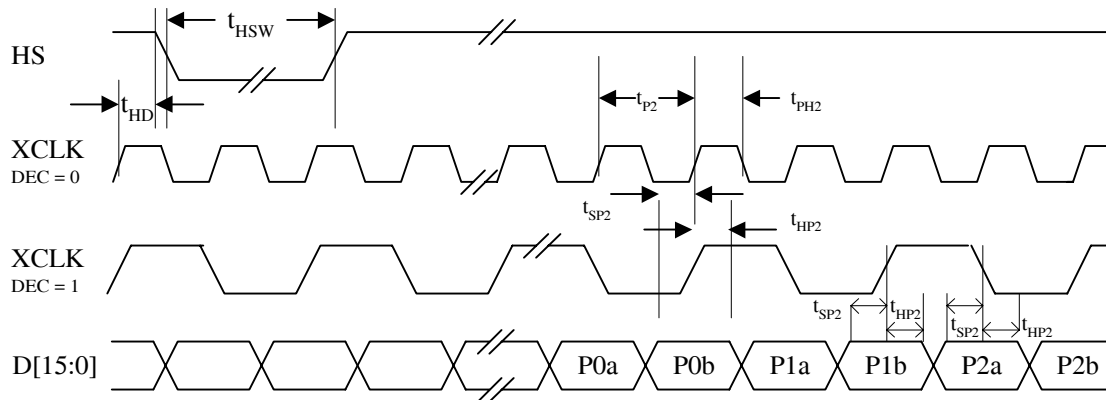 t_HSW
HS
t_HD
t_P2
t_PH2
XCLK
DEC = 0
t_SP2
t_HP2
XCLK
DEC = 1
t_SP2
t_HP2
t_SP2
t_HP2
D[15:0]
P0a
P0b
P1a
P1b
P2a
P2b